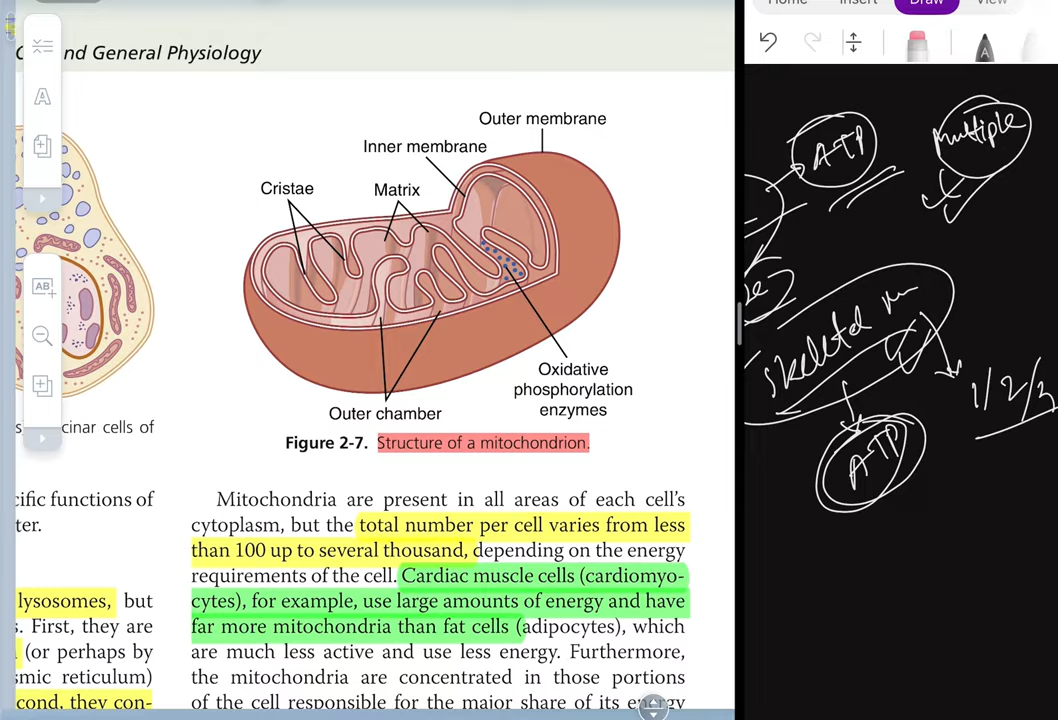 Home Insert Draw View
nd General Physiology
A
AB
Outer membrane
Inner membrane
Cristae
Matrix
Oxidative
phosphorylation
enzymes
Outer chamber
Figure 2-7. Structure of a mitochondrion.
cinar cells of
cific functions of
ter.
lysosomes, but
s. First, they are
(or perhaps by
smic reticulum)
cond, they con-
Mitochondria are present in all areas of each cell’s
cytoplasm, but the total number per cell varies from less
than 100 up to several thousand, depending on the energy
requirements of the cell. Cardiac muscle cells (cardiomyo-
cytes), for example, use large amounts of energy and have
far more mitochondria than fat cells (adipocytes), which
are much less active and use less energy. Furthermore,
the mitochondria are concentrated in those portions
of the cell responsible for the major share of its energy
A
ATP
Multiple
skeletal
1/2/3
ATP